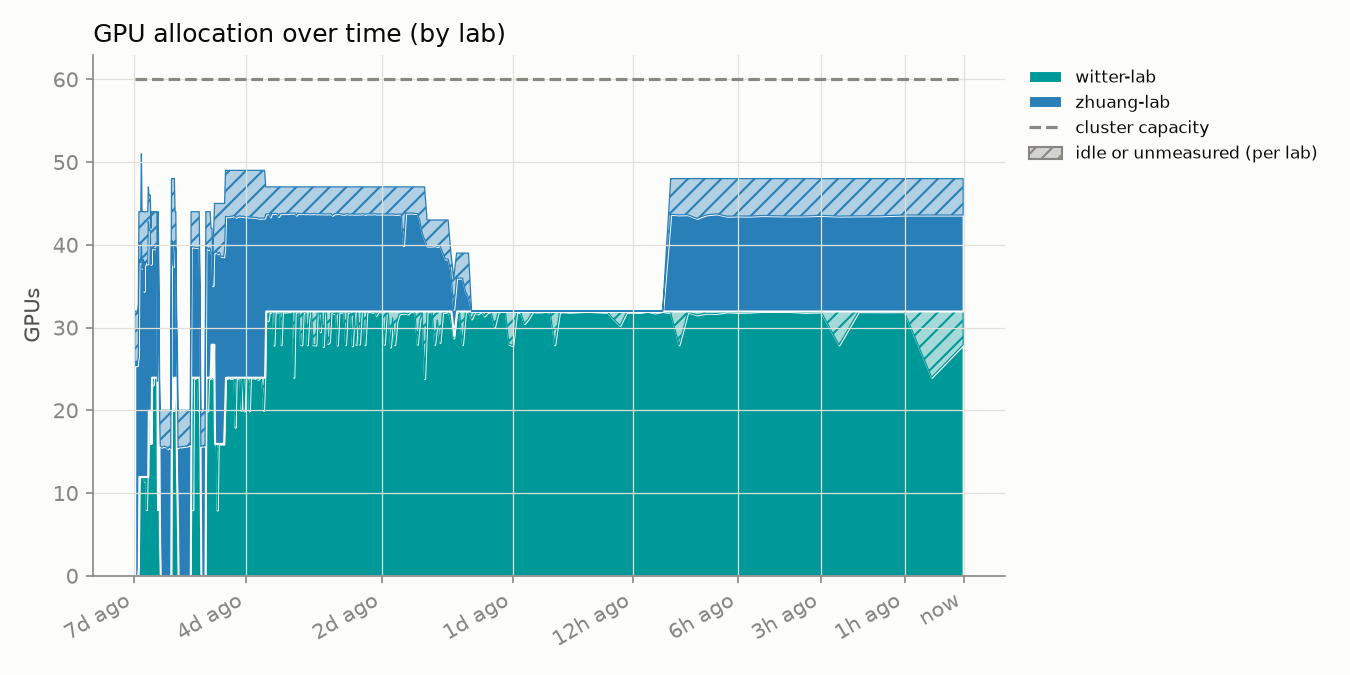 GPU allocation over time (by lab)
witter-lab
zhuang-lab
cluster capacity
idle or unmeasured (per lab)
GPUs
60
50
40
30
20
10
0
7d ago
4d ago
2d ago
1d ago
12h ago
6h ago
3h ago
1h ago
now